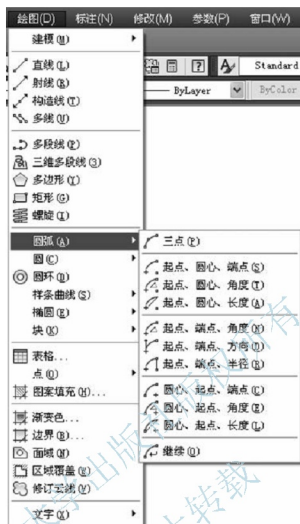 绘图(D) 标注(N) 修改(M) 参数(P) 窗口(W)
建模(M)
Standard
直线(L)
射线(R)
ByLayer ByColor
构造线(T)
多线(U)
多段线(P)
三维多段线(3)
多边形(Y)
矩形(G)
螺旋(I)
圆弧(A)
圆(C)
圆环(D)
样条曲线(S)
椭圆(E)
块(K)
表格...
点(O)
图案填充(H)...
渐变色...
边界(B)...
面域(N)
区域覆盖(W)
修订云线(V)
文字(X)
三点(P)
起点、圆心、端点(S)
起点、圆心、角度(T)
起点、圆心、长度(A)
起点、端点、角度(N)
起点、端点、方向(D)
起点、端点、半径(R)
圆心、起点、端点(C)
圆心、起点、角度(E)
圆心、起点、长度(L)
继续(O)